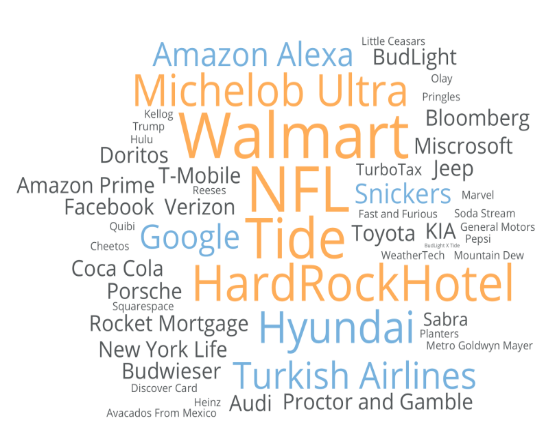 Little Ceasars
Amazon Alexa BudLight
Olay
Michelob Ultra Pringles
Kellog Bloomberg
Trump Walmart
Hulu Miscrosoft
Doritos
T-Mobile TurboTax Jeep
Amazon Prime Reeses NFL Snickers Marvel
Facebook Verizon Fast and Furious Soda Stream
Quibi Google Tide Toyota KIA General Motors
Pepsi
Cheetos BudLight X Tide
WeatherTech Mountain Dew
Coca Cola HardRockHotel
Porsche
Squarespace
Rocket Mortgage Hyundai Sabra
Planters
New York Life Metro Goldwyn Mayer
Budwieser Turkish Airlines
Discover Card
Heinz Audi Proctor and Gamble
Avacados From Mexico